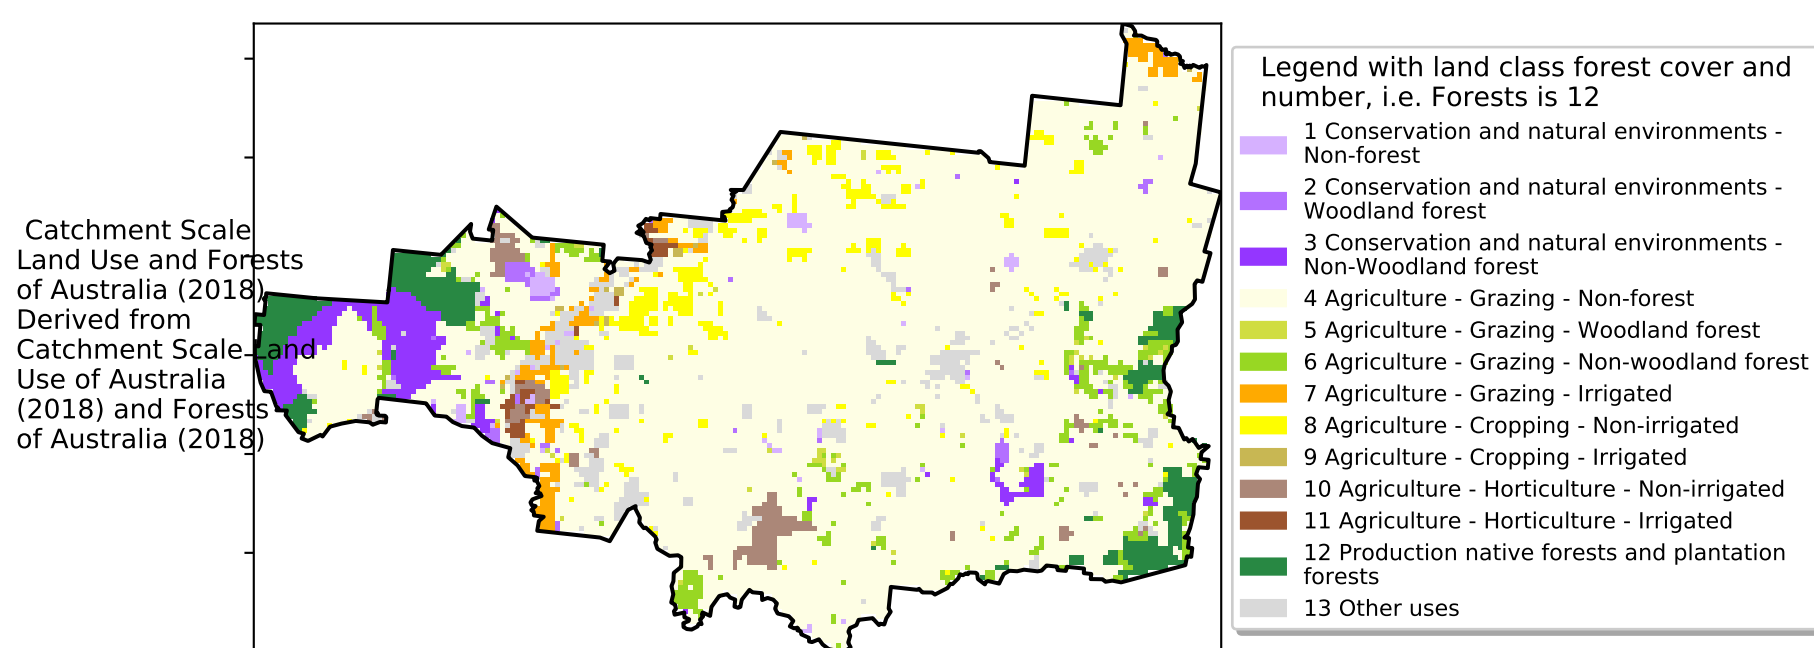 Catchment Scale
Land Use and Forests
of Australia (2018)
Derived from
Catchment Scale Land
Use of Australia
(2018) and Forests
of Australia (2018)
Legend with land class forest cover and
number, i.e. Forests is 12
1 Conservation and natural environments -
Non-forest
2 Conservation and natural environments -
Woodland forest
3 Conservation and natural environments -
Non-Woodland forest
4 Agriculture - Grazing - Non-forest
5 Agriculture - Grazing - Woodland forest
6 Agriculture - Grazing - Non-woodland forest
7 Agriculture - Grazing - Irrigated
8 Agriculture - Cropping - Non-irrigated
9 Agriculture - Cropping - Irrigated
10 Agriculture - Horticulture - Non-irrigated
11 Agriculture - Horticulture - Irrigated
12 Production native forests and plantation
forests
13 Other uses